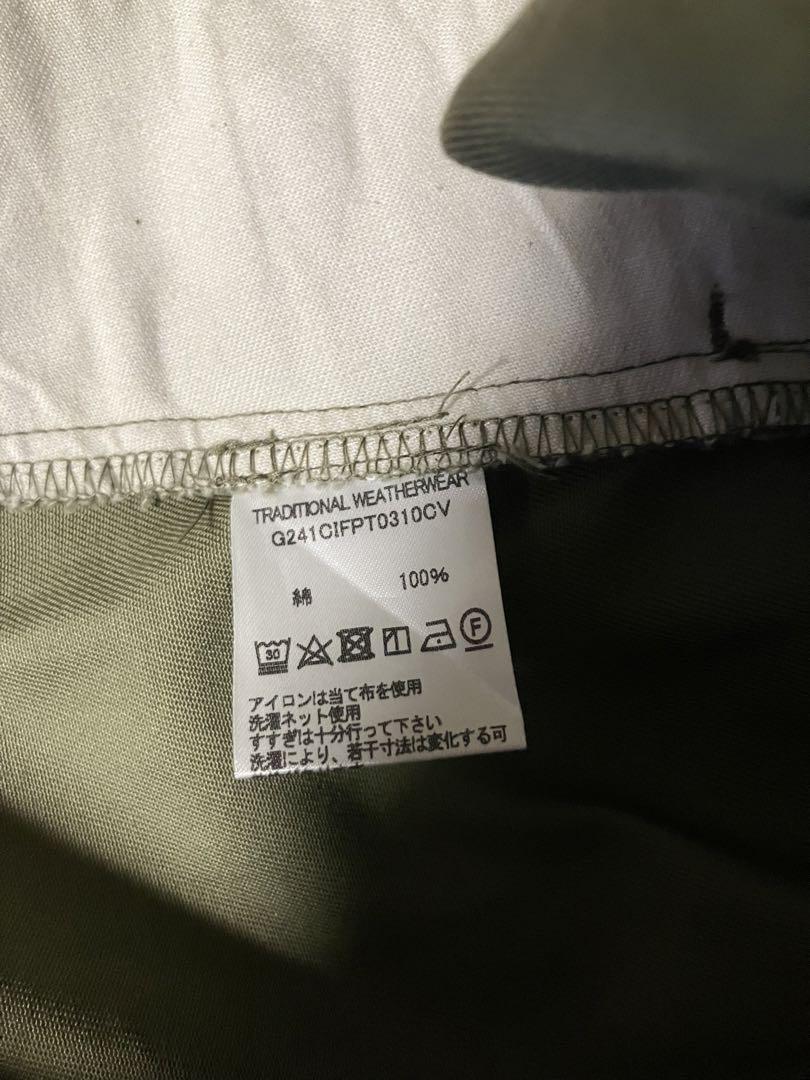 TRADITIONAL WEATHERWEAR
G241CIFPT0310CV
綿 100%
30 F
アイロンは当て布を使用
洗濯ネット使用
すすぎは十分行って下さい
洗濯により、若干寸法は変化する可